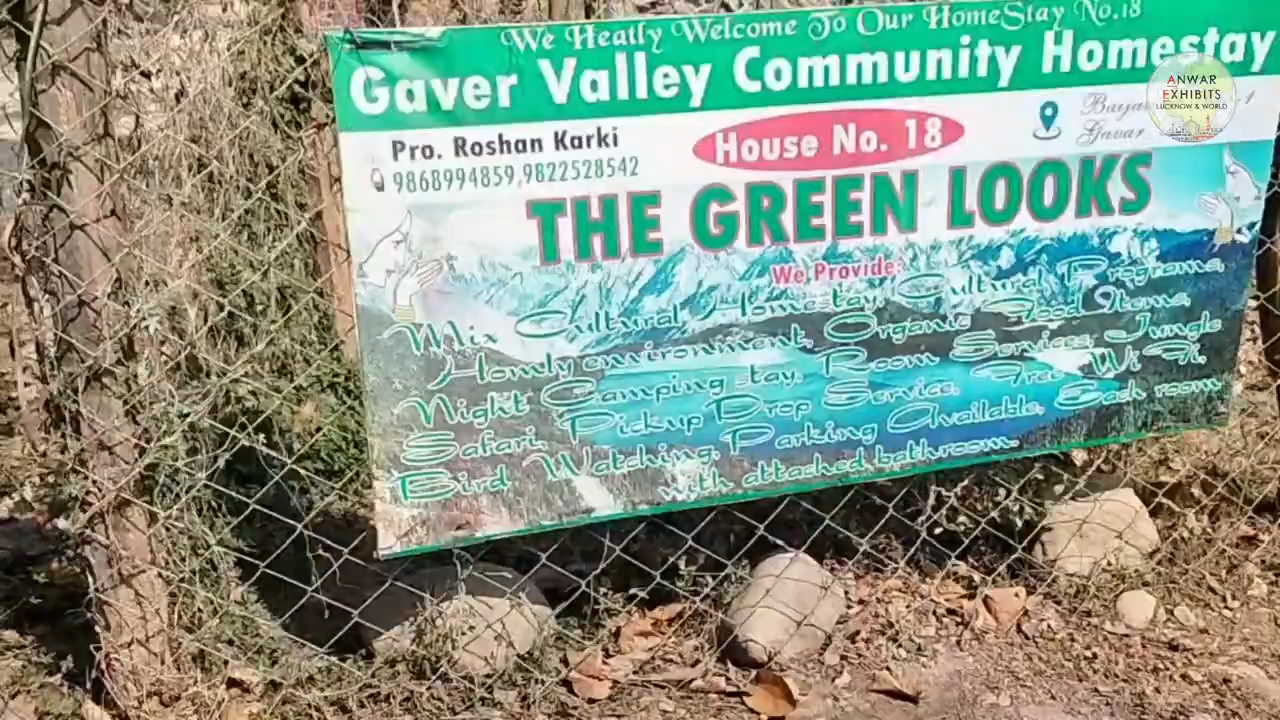 We Heatly Welcome To Our HomeStay No.18
Gaver Valley Community Homestay
Pro. Roshan Karki
9868994859,9822528542
House No. 18
Gavar
THE GREEN LOOKS
We Provide:
Mix Cultural Homestay, Cultural Programs,
Homly environment, Organic Food Items,
Night Camping stay, Room Services, Jungle
Safari, Pickup Drop Service, Free Wi Fi,
Bird Watching, Parking Available, Each room
with attached bathroom.
ANWAR
EXHIBITS
LUCKNOW & WORLD